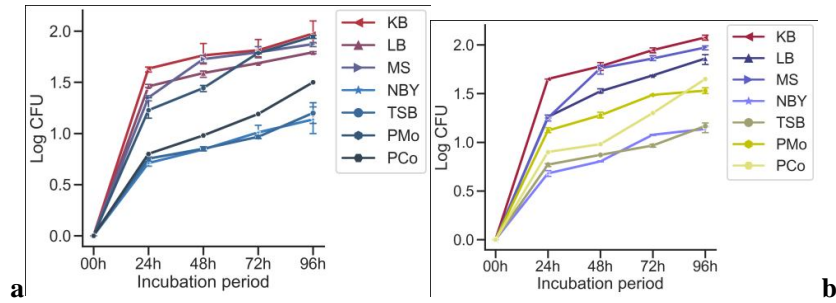 a
Log CFU
2.0
1.5
1.0
0.5
0.0
00h 24h 48h 72h 96h
Incubation period
KB
LB
MS
NBY
TSB
PMo
PCo
Log CFU
2.0
1.5
1.0
0.5
0.0
00h 24h 48h 72h 96h
Incubation period
KB
LB
MS
NBY
TSB
PMo
PCo
b